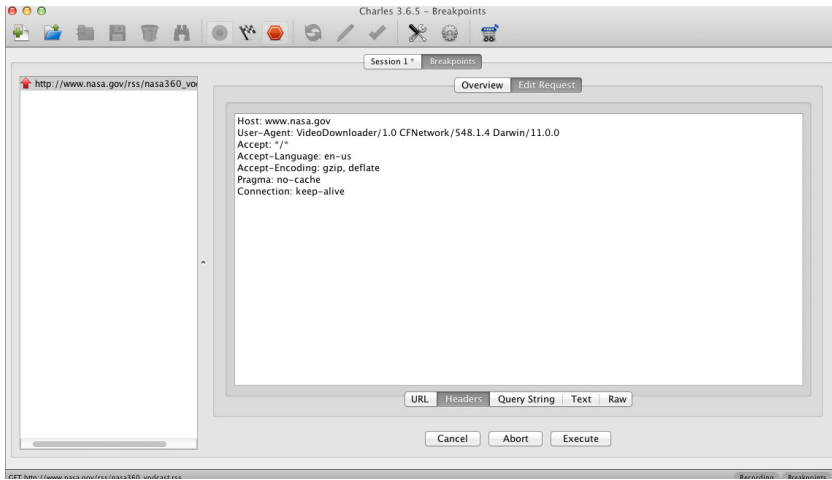 Charles 3.6.5 – Breakpoints
Session 1 * Breakpoints
http://www.nasa.gov/rss/nasa360_vod
Overview Edit Request
Host: www.nasa.gov
User-Agent: VideoDownloader/1.0 CFNetwork/548.1.4 Darwin/11.0.0
Accept: */*
Accept-Language: en-us
Accept-Encoding: gzip, deflate
Pragma: no-cache
Connection: keep-alive
URL Headers Query String Text Raw
Cancel Abort Execute
GET http://www.nasa.gov/rss/nasa360_vodcast.rss
Recording Breakpoints